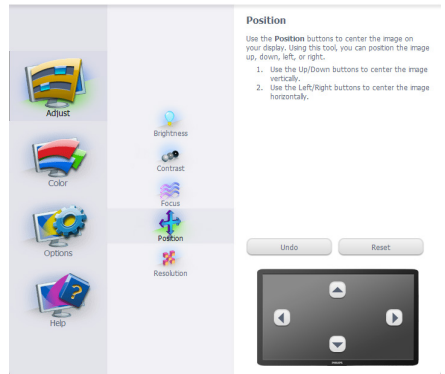 Adjust
Color
Options
Help
Brightness
Contrast
Focus
Position
Resolution
Position
Use the Position buttons to center the image on
your display. Using this tool, you can position the image
up, down, left, or right.
1. Use the Up/Down buttons to center the image
vertically.
2. Use the Left/Right buttons to center the image
horizontally.
Undo
Reset
PHILIPS